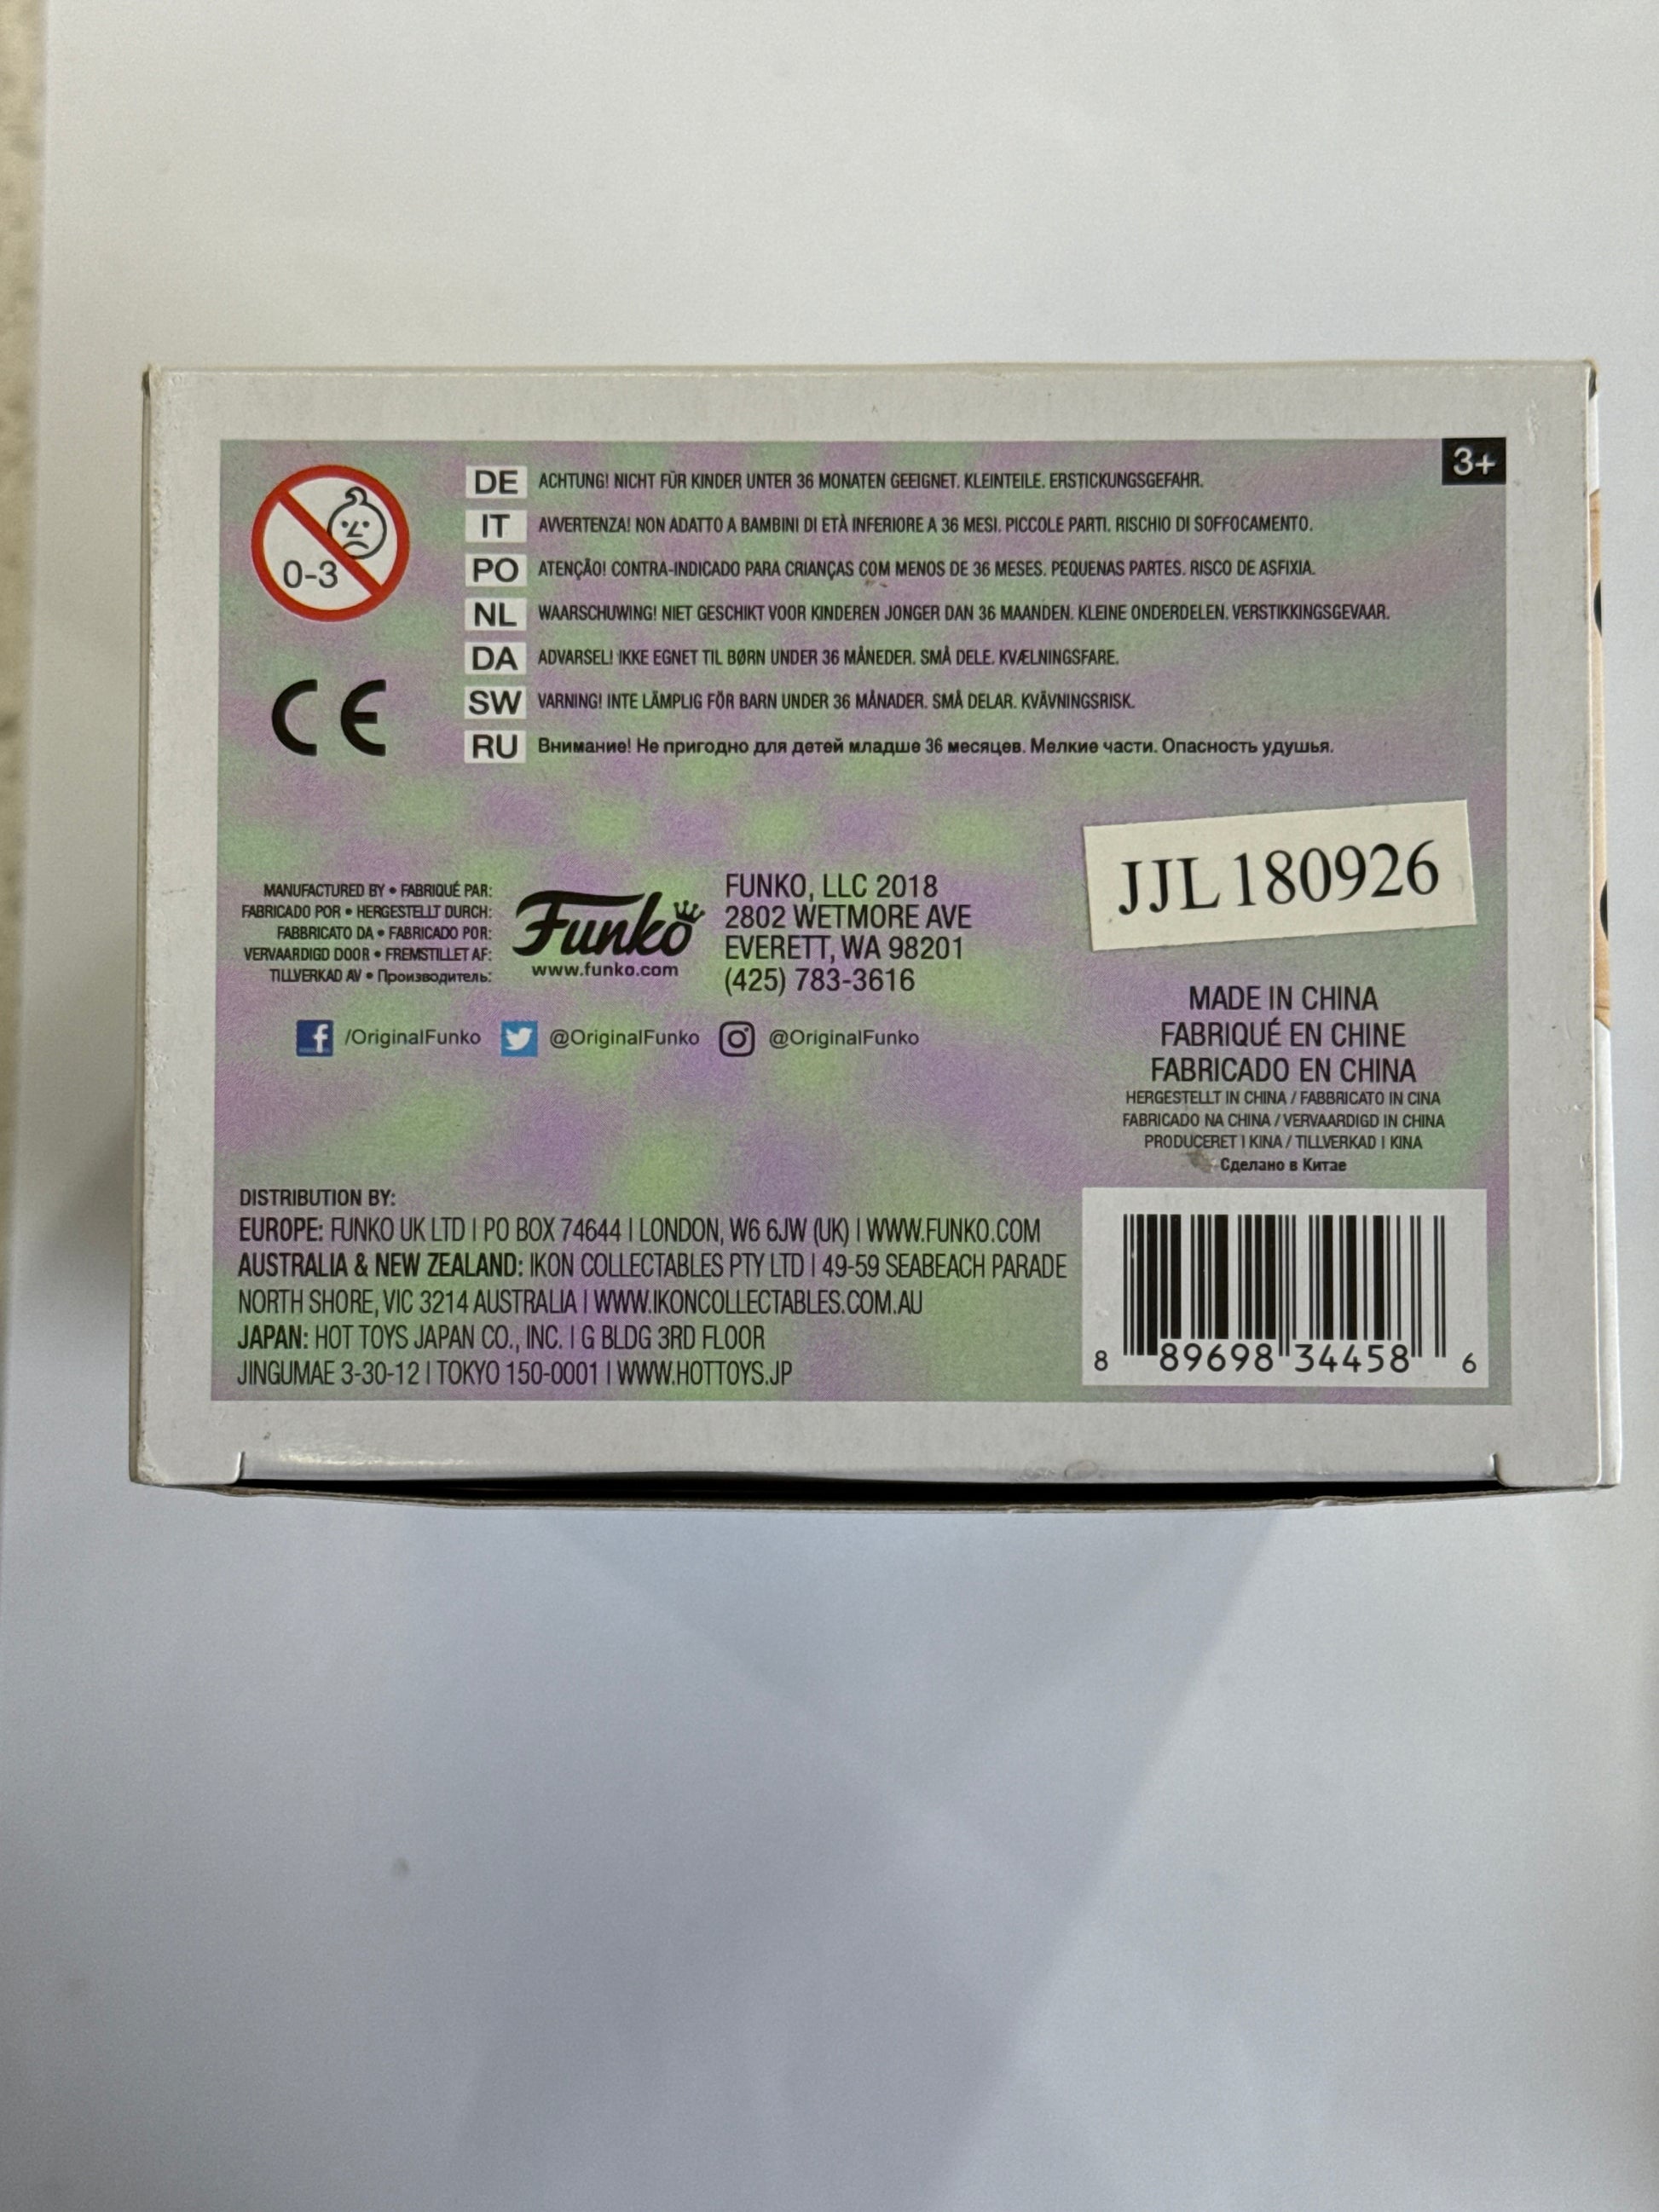 3+
0-3
DE ACHTUNG! NICHT FÜR KINDER UNTER 36 MONATEN GEEIGNET. KLEINTEILE. ERSTICKUNGSGEFAHR.
IT AVVERTENZA! NON ADATTO A BAMBINI DI ETÀ INFERIORE A 36 MESI. PICCOLE PARTI. RISCHIO DI SOFFOCAMENTO.
PO ATENÇÃO! CONTRA-INDICADO PARA CRIANÇAS COM MENOS DE 36 MESES. PEQUENAS PARTES. RISCO DE ASFIXIA.
NL WAARSCHUWING! NIET GESCHIKT VOOR KINDEREN JONGER DAN 36 MAANDEN. KLEINE ONDERDELEN. VERSTIKKINGSGEVAAR.
DA ADVARSEL! IKKE EGNET TIL BØRN UNDER 36 MÅNEDER. SMÅ DELE. KVÆLNINGSFARE.
SW VARNING! INTE LÄMPLIG FÖR BARN UNDER 36 MÅNADER. SMÅ DELAR. KVÄVNINGSRISK.
RU Внимание! Не пригодно для детей младше 36 месяцев. Мелкие части. Опасность удушья.
CE
MANUFACTURED BY • FABRIQUÉ PAR:
FABRICADO POR • HERGESTELLT DURCH:
FABBRICATO DA • FABRICADO POR:
VERVAARDIGD DOOR • FREMSTILLET AF:
TILLVERKAD AV • Производитель:
Funko
www.funko.com
FUNKO, LLC 2018
2802 WETMORE AVE
EVERETT, WA 98201
(425) 783-3616
JJL180926
/OriginalFunko @OriginalFunko @OriginalFunko
MADE IN CHINA
FABRIQUÉ EN CHINE
FABRICADO EN CHINA
HERGESTELLT IN CHINA / FABBRICATO IN CINA
FABRICADO NA CHINA / VERVAARDIGD IN CHINA
PRODUCERET I KINA / TILLVERKAD I KINA
Сделано в Китае
DISTRIBUTION BY:
EUROPE: FUNKO UK LTD | PO BOX 74644 | LONDON, W6 6JW (UK) | WWW.FUNKO.COM
AUSTRALIA & NEW ZEALAND: IKON COLLECTABLES PTY LTD | 49-59 SEABEACH PARADE
NORTH SHORE, VIC 3214 AUSTRALIA | WWW.IKONCOLLECTABLES.COM.AU
JAPAN: HOT TOYS JAPAN CO., INC. | G BLDG 3RD FLOOR
JINGUMAE 3-30-12 | TOKYO 150-0001 | WWW.HOTTOYS.JP
8 89698 34458 6